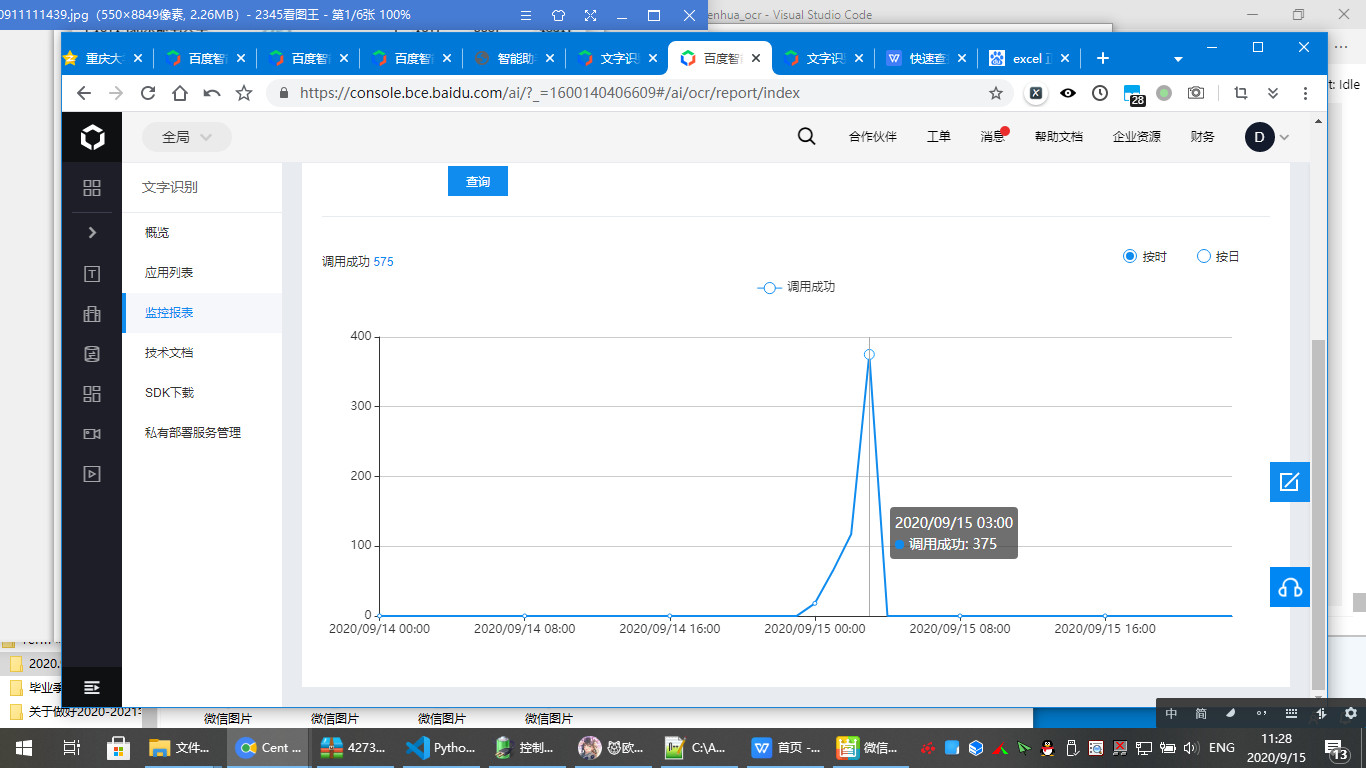 0911111439.jpg（550×8849像素, 2.26MB）- 2345看图王 - 第1/6张 100%
enhua_ocr - Visual Studio Code
t: Idle
重庆大
百度智
百度智
百度智
智能助
文字识
百度智
文字识
快速查
excel
https://console.bce.baidu.com/ai/?_=1600140406609#/ai/ocr/report/index
28
全局
合作伙伴
工单
消息
帮助文档
企业资源
财务
D
文字识别
概览
应用列表
监控报表
技术文档
SDK下载
私有部署服务管理
查询
调用成功 575
按时
按日
调用成功
400
300
200
100
0
2020/09/15 03:00
调用成功: 375
2020/09/14 00:00
2020/09/14 08:00
2020/09/14 16:00
2020/09/15 00:00
2020/09/15 08:00
2020/09/15 16:00
2020.
毕业季
关于做好2020-2021
微信图片
微信图片
微信图片
微信图片
中
简
文件...
Cent ...
4273...
Pytho...
控制...
欧...
C:\A...
首页 -...
微信...
ENG
11:28
2020/9/15
13